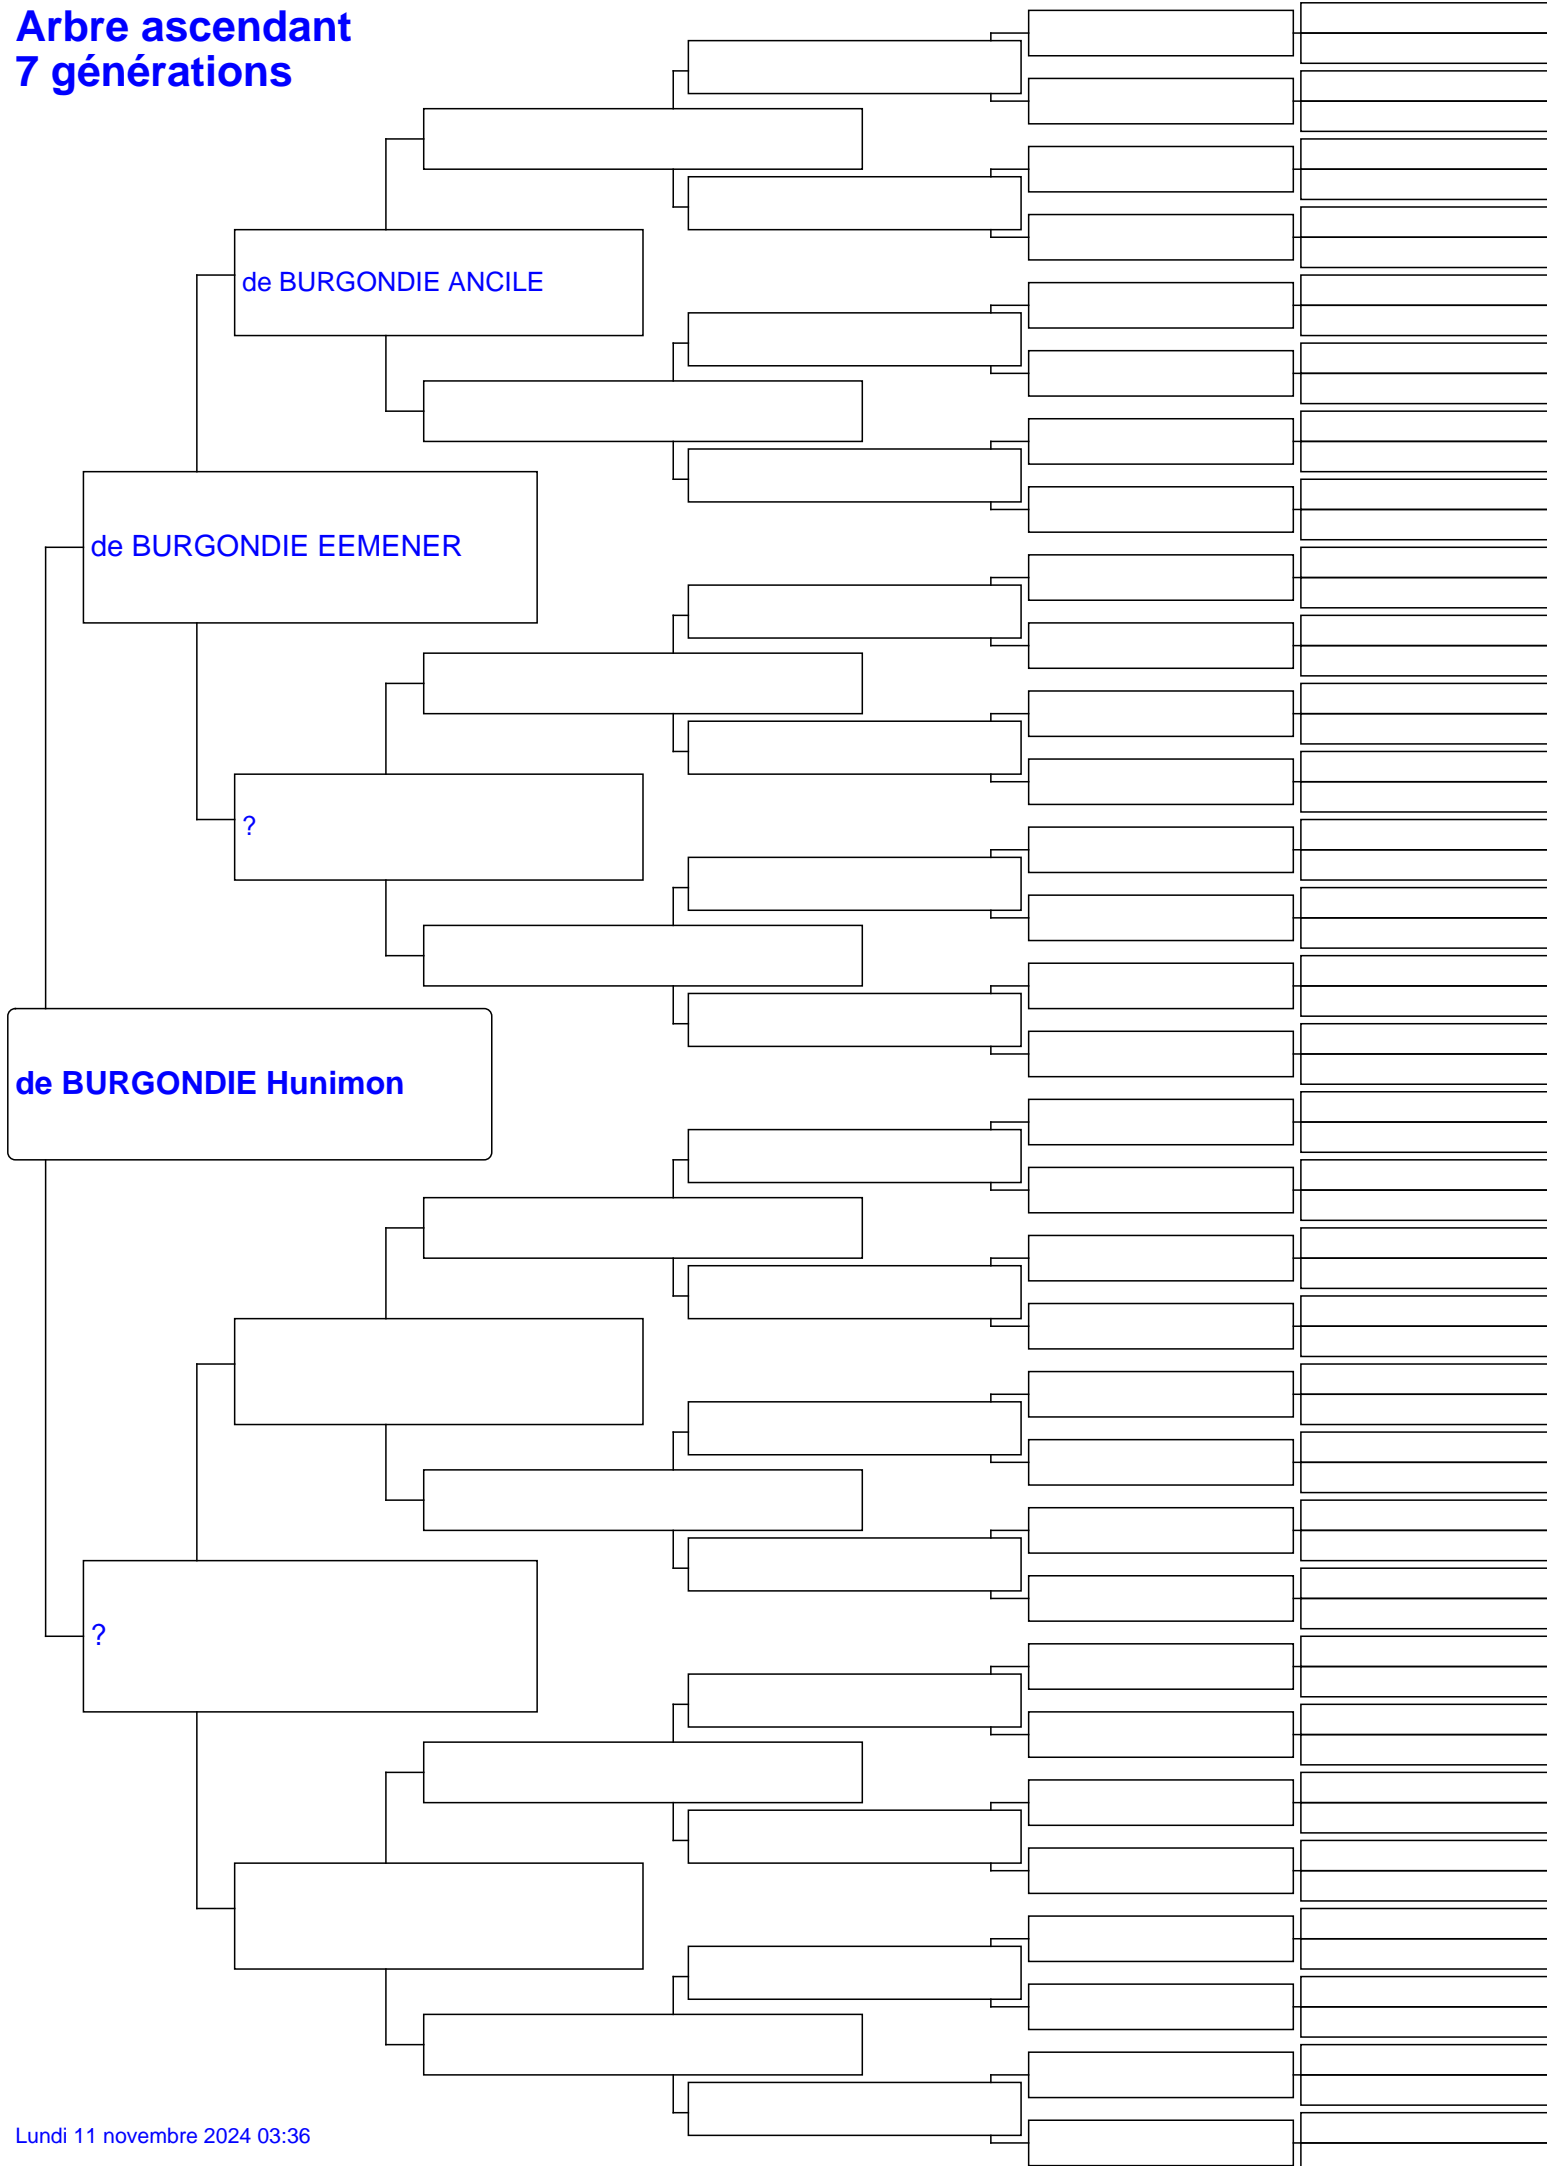 Arbre ascendant
7 générations
de BURGONDIE ANCILE
de BURGONDIE EEMENER
?
de BURGONDIE Hunimon
?
Lundi 11 novembre 2024 03:36